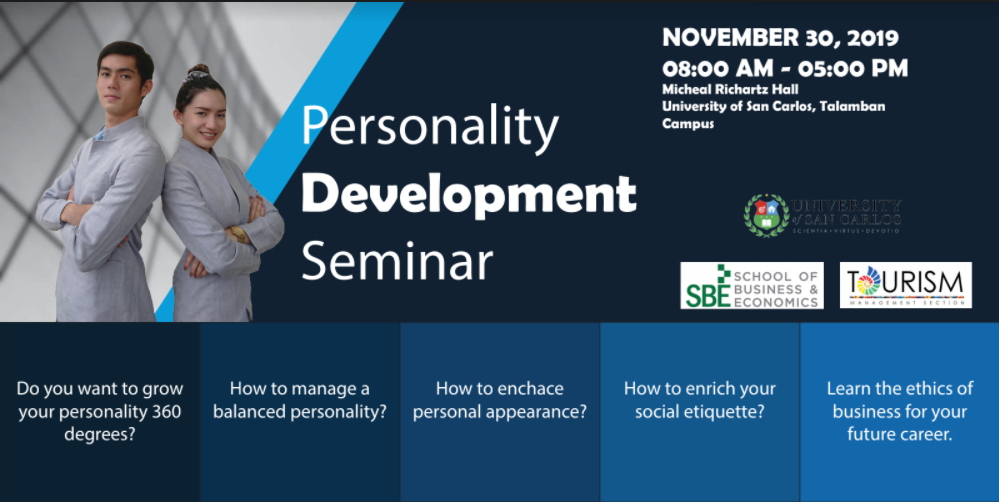 NOVEMBER 30, 2019
08:00 AM - 05:00 PM
Micheal Richartz Hall
University of San Carlos, Talamban
Campus
Personality
Development
Seminar
UNIVERSITY
of SAN CARLOS
SCIENTIA • VIRTUS • DEVOTIO
SBE
SCHOOL OF
BUSINESS &
ECONOMICS
TOURISM
MANAGEMENT SECTION
Do you want to grow
your personality 360
degrees?
How to manage a
balanced personality?
How to enchace
personal appearance?
How to enrich your
social etiquette?
Learn the ethics of
business for your
future career.